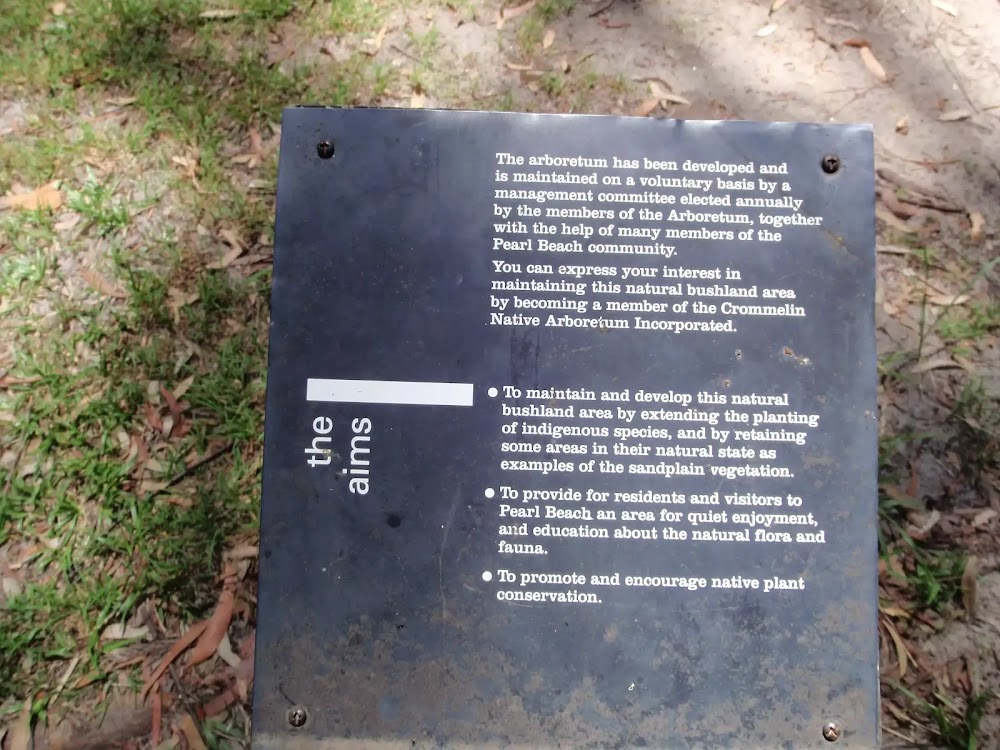 The arboretum has been developed and
is maintained on a voluntary basis by a
management committee elected annually
by the members of the Arboretum, together
with the help of many members of the
Pearl Beach community.
You can express your interest in
maintaining this natural bushland area
by becoming a member of the Crommelin
Native Arboretum Incorporated.
the
aims
● To maintain and develop this natural
bushland area by extending the planting
of indigenous species, and by retaining
some areas in their natural state as
examples of the sandplain vegetation.
● To provide for residents and visitors to
Pearl Beach an area for quiet enjoyment,
and education about the natural flora and
fauna.
● To promote and encourage native plant
conservation.